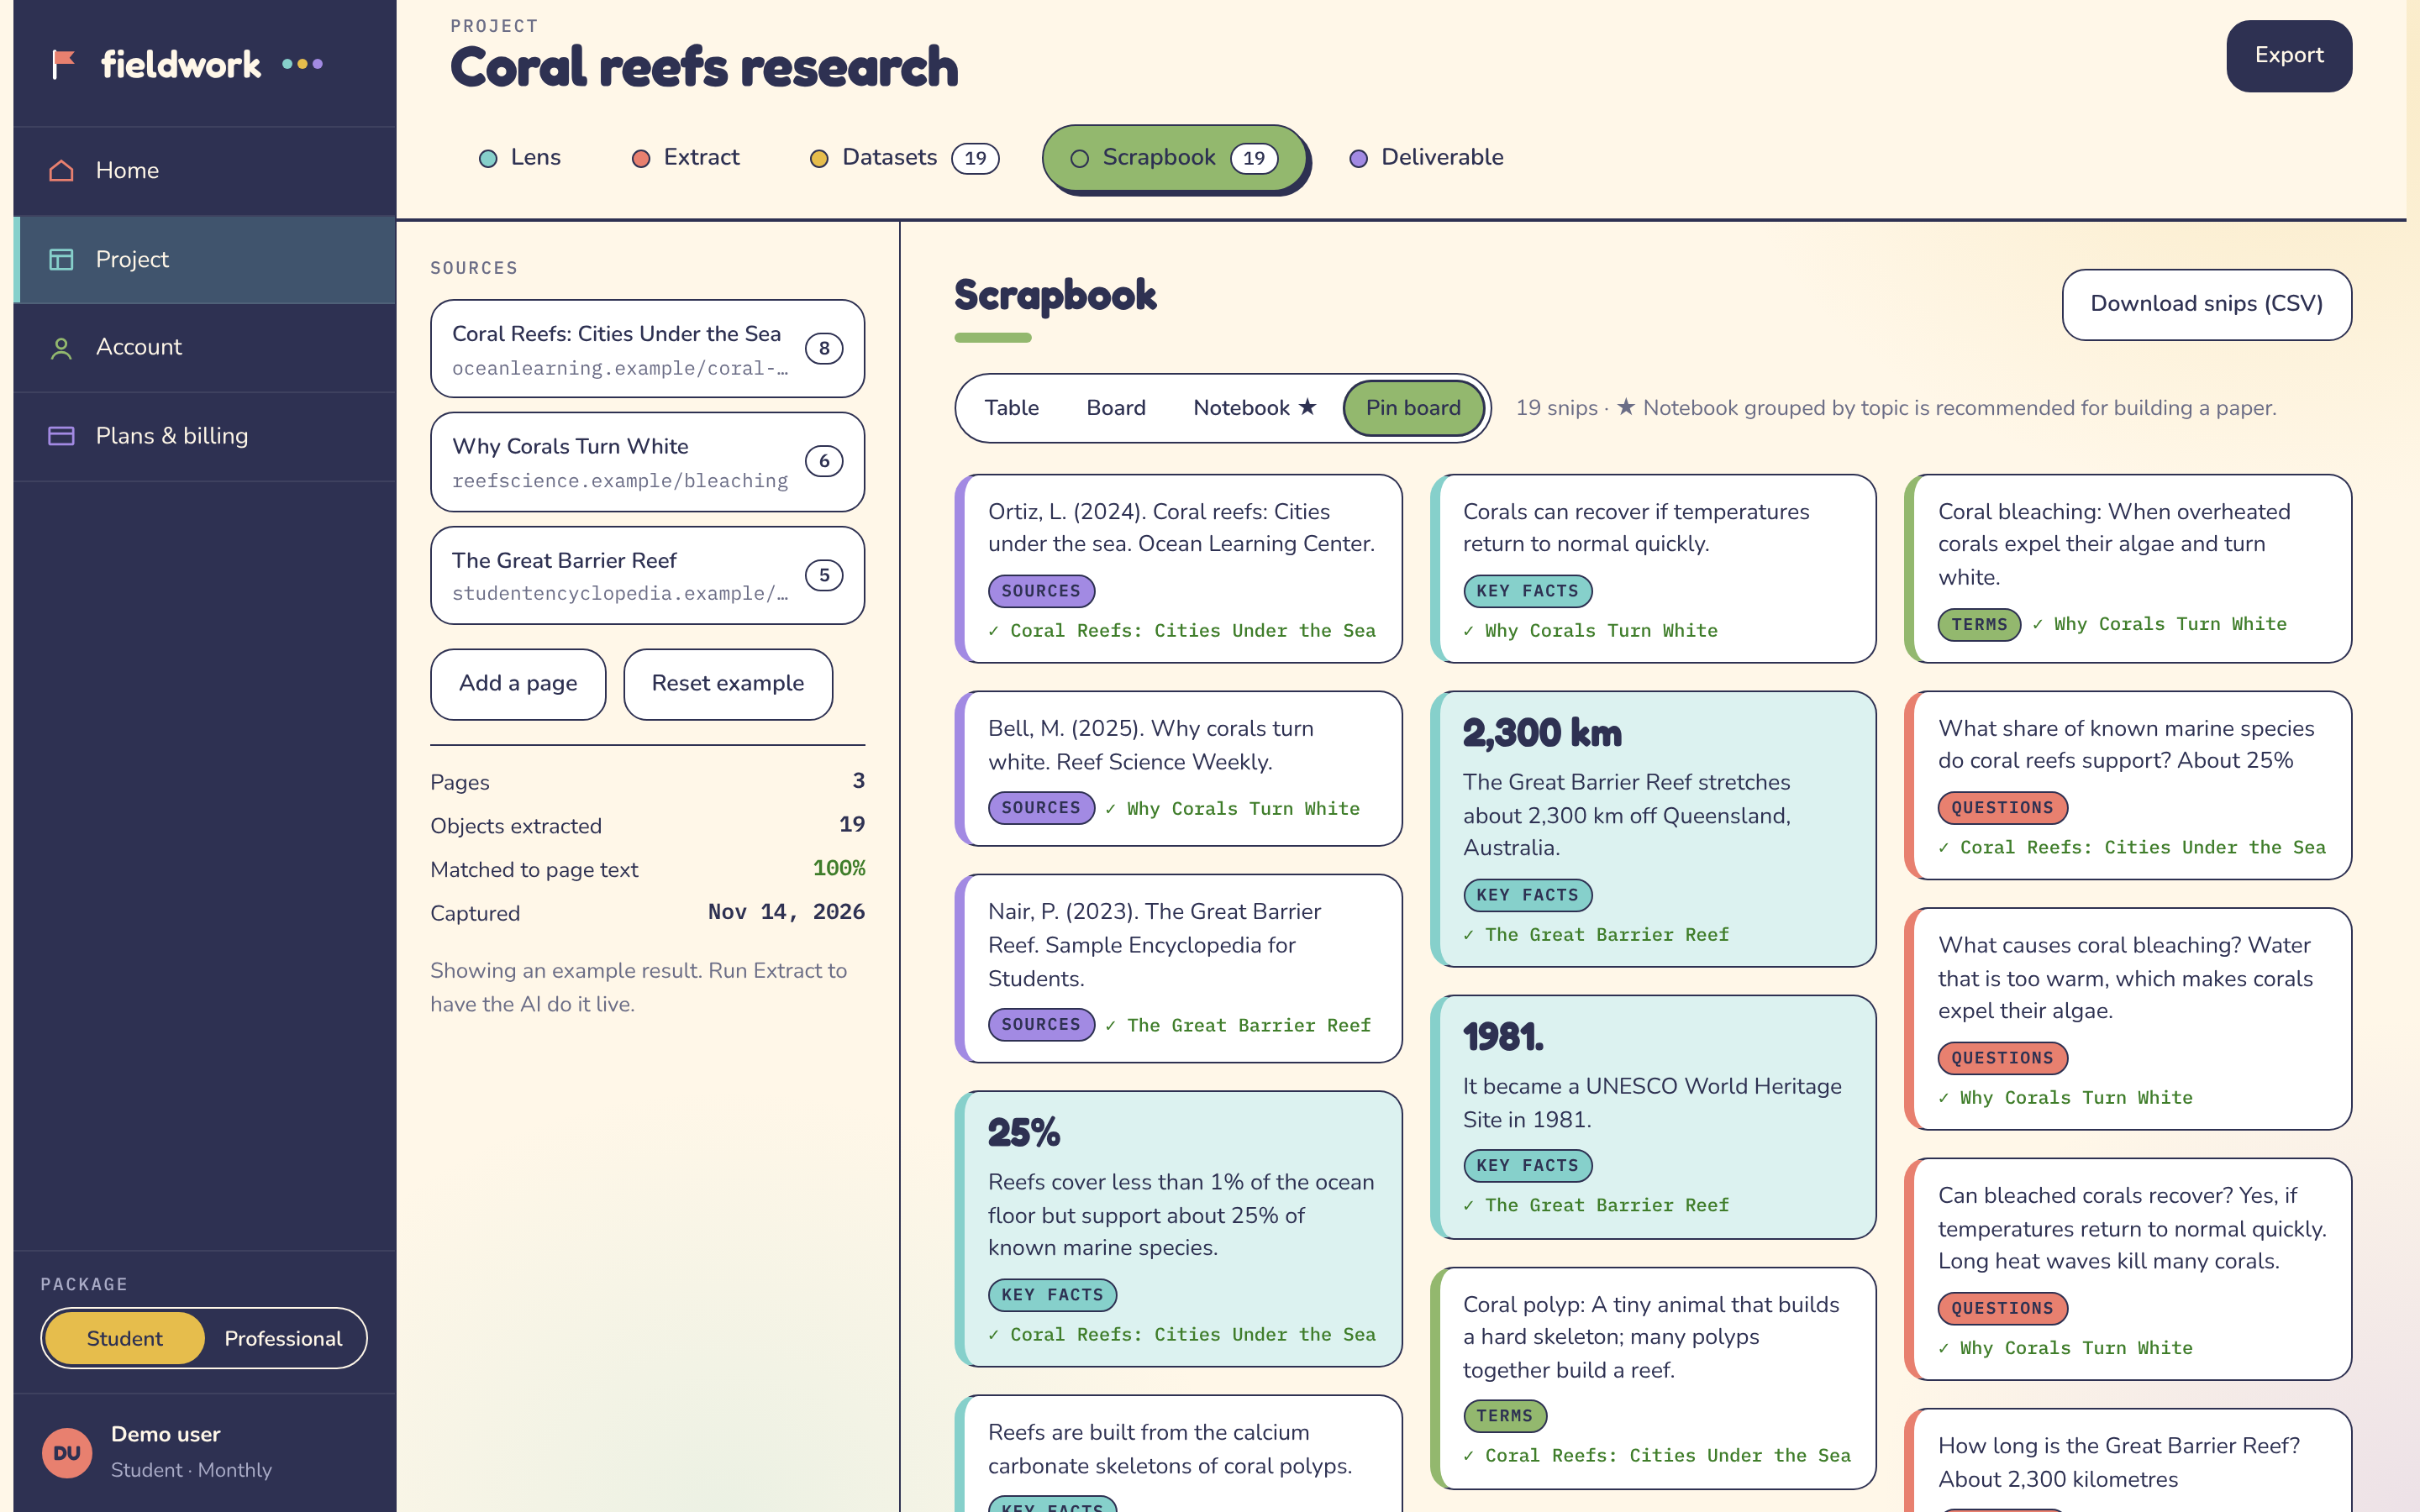 fieldwork
Home
Project
Account
Plans & billing
PACKAGE
Student
Professional
DU
Demo user
Student · Monthly
PROJECT
Coral reefs research
Export
Lens
Extract
Datasets 19
Scrapbook 19
Deliverable
SOURCES
Coral Reefs: Cities Under the Sea
oceanlearning.example/coral-…
8
Why Corals Turn White
reefscience.example/bleaching
6
The Great Barrier Reef
studentencyclopedia.example/…
5
Add a page
Reset example
Pages 3
Objects extracted 19
Matched to page text 100%
Captured Nov 14, 2026
Showing an example result. Run Extract to
have the AI do it live.
Scrapbook
Download snips (CSV)
Table
Board
Notebook ★
Pin board
19 snips · ★ Notebook grouped by topic is recommended for building a paper.
Ortiz, L. (2024). Coral reefs: Cities
under the sea. Ocean Learning Center.
SOURCES
✓ Coral Reefs: Cities Under the Sea
Bell, M. (2025). Why corals turn
white. Reef Science Weekly.
SOURCES ✓ Why Corals Turn White
Nair, P. (2023). The Great Barrier
Reef. Sample Encyclopedia for
Students.
SOURCES ✓ The Great Barrier Reef
25%
Reefs cover less than 1% of the ocean
floor but support about 25% of
known marine species.
KEY FACTS
✓ Coral Reefs: Cities Under the Sea
Reefs are built from the calcium
carbonate skeletons of coral polyps.
KEY FACTS
Corals can recover if temperatures
return to normal quickly.
KEY FACTS
✓ Why Corals Turn White
2,300 km
The Great Barrier Reef stretches
about 2,300 km off Queensland,
Australia.
KEY FACTS
✓ The Great Barrier Reef
1981.
It became a UNESCO World Heritage
Site in 1981.
KEY FACTS
✓ The Great Barrier Reef
Coral polyp: A tiny animal that builds
a hard skeleton; many polyps
together build a reef.
TERMS
✓ Coral Reefs: Cities Under the Sea
Coral bleaching: When overheated
corals expel their algae and turn
white.
TERMS ✓ Why Corals Turn White
What share of known marine species
do coral reefs support? About 25%
QUESTIONS
✓ Coral Reefs: Cities Under the Sea
What causes coral bleaching? Water
that is too warm, which makes corals
expel their algae.
QUESTIONS
✓ Why Corals Turn White
Can bleached corals recover? Yes, if
temperatures return to normal quickly.
Long heat waves kill many corals.
QUESTIONS
✓ Why Corals Turn White
How long is the Great Barrier Reef?
About 2,300 kilometres